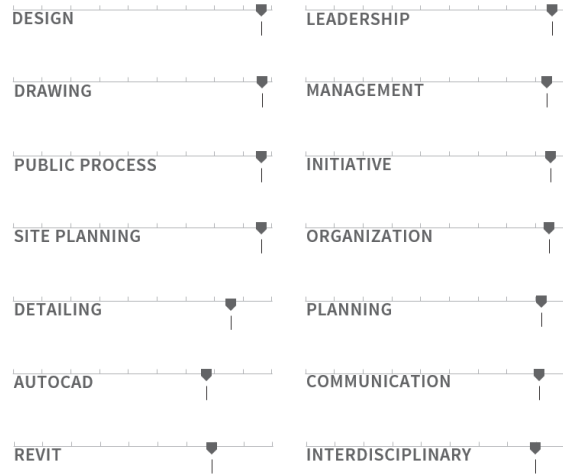 DESIGN
DRAWING
PUBLIC PROCESS
SITE PLANNING
DETAILING
AUTOCAD
REVIT
LEADERSHIP
MANAGEMENT
INITIATIVE
ORGANIZATION
PLANNING
COMMUNICATION
INTERDISCIPLINARY